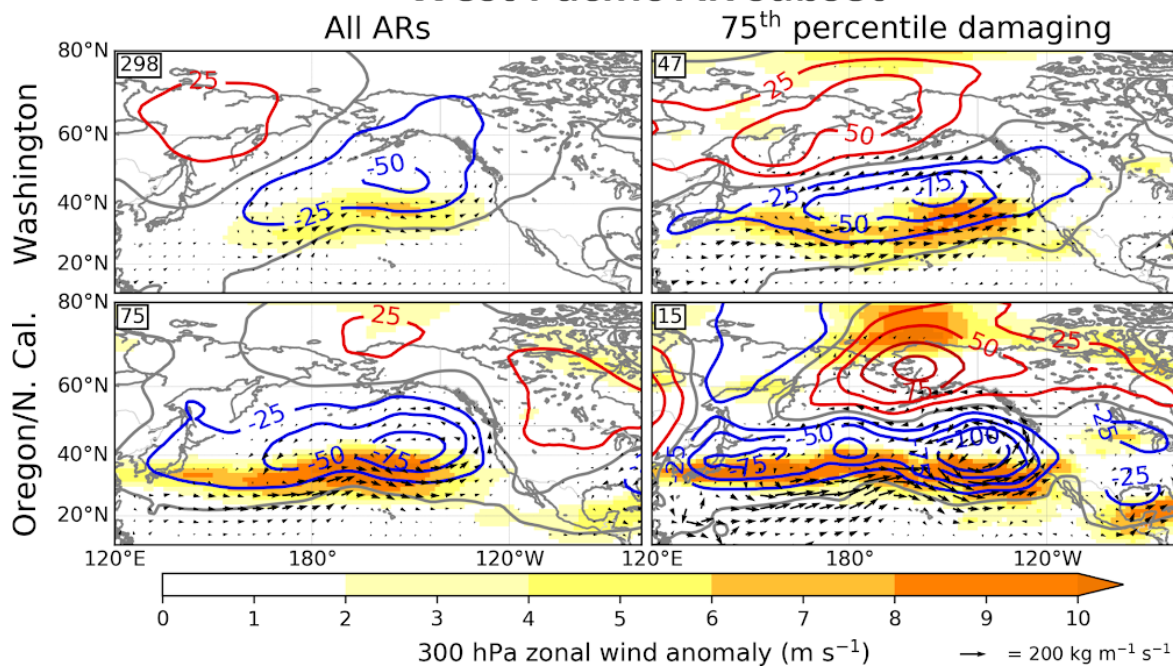 All ARs
75th percentile damaging
Washington
80°N
60°N
40°N
20°N
298
25
-50
-25
47
25
50
-25
-75
-50
Oregon/N. Cal.
80°N
60°N
40°N
20°N
75
25
-25
-50
-75
15
50
25
-50
-100
-75
25
25
-25
120°E
180°
120°W
180°
120°W
0 1 2 3 4 5 6 7 8 9 10
300 hPa zonal wind anomaly (m s⁻¹)
= 200 kg m⁻¹ s⁻¹